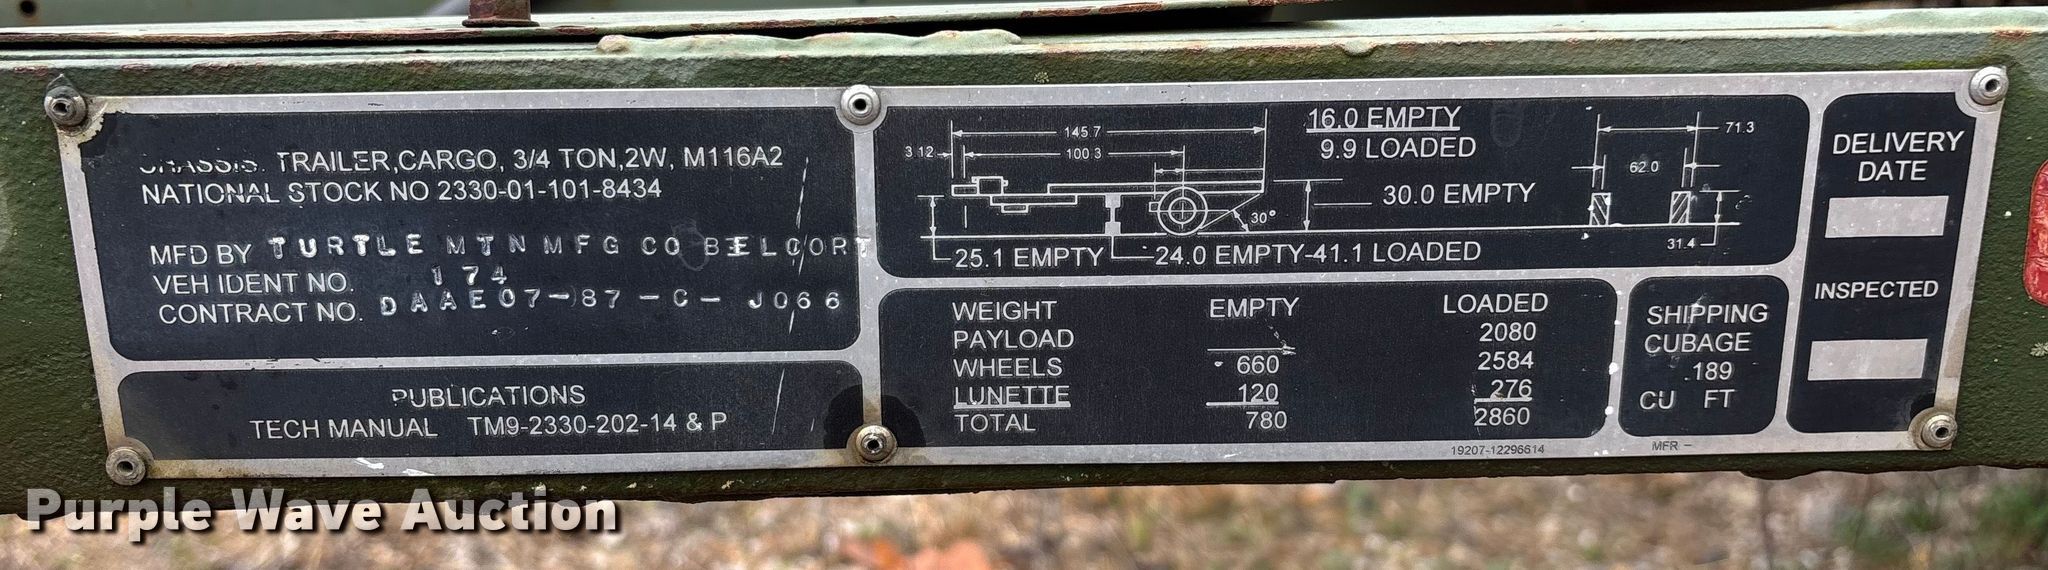 CHASSIS: TRAILER,CARGO, 3/4 TON,2W, M116A2
NATIONAL STOCK NO 2330-01-101-8434
MFD BY TURTLE MTN MFG CO BELCORT
VEH IDENT NO. 174
CONTRACT NO. DAAE07-87-C-J066
PUBLICATIONS
TECH MANUAL TM9-2330-202-14 & P
145.7
3.12
100.3
16.0 EMPTY
9.9 LOADED
30.0 EMPTY
30°
25.1 EMPTY
24.0 EMPTY-41.1 LOADED
71.3
62.0
31.4
WEIGHT EMPTY LOADED
PAYLOAD 2080
WHEELS 660 2584
LUNETTE 120 276
TOTAL 780 2860
19207-12296614
SHIPPING
CUBAGE
189
CU FT
MFR -
DELIVERY
DATE
INSPECTED
Purple Wave Auction